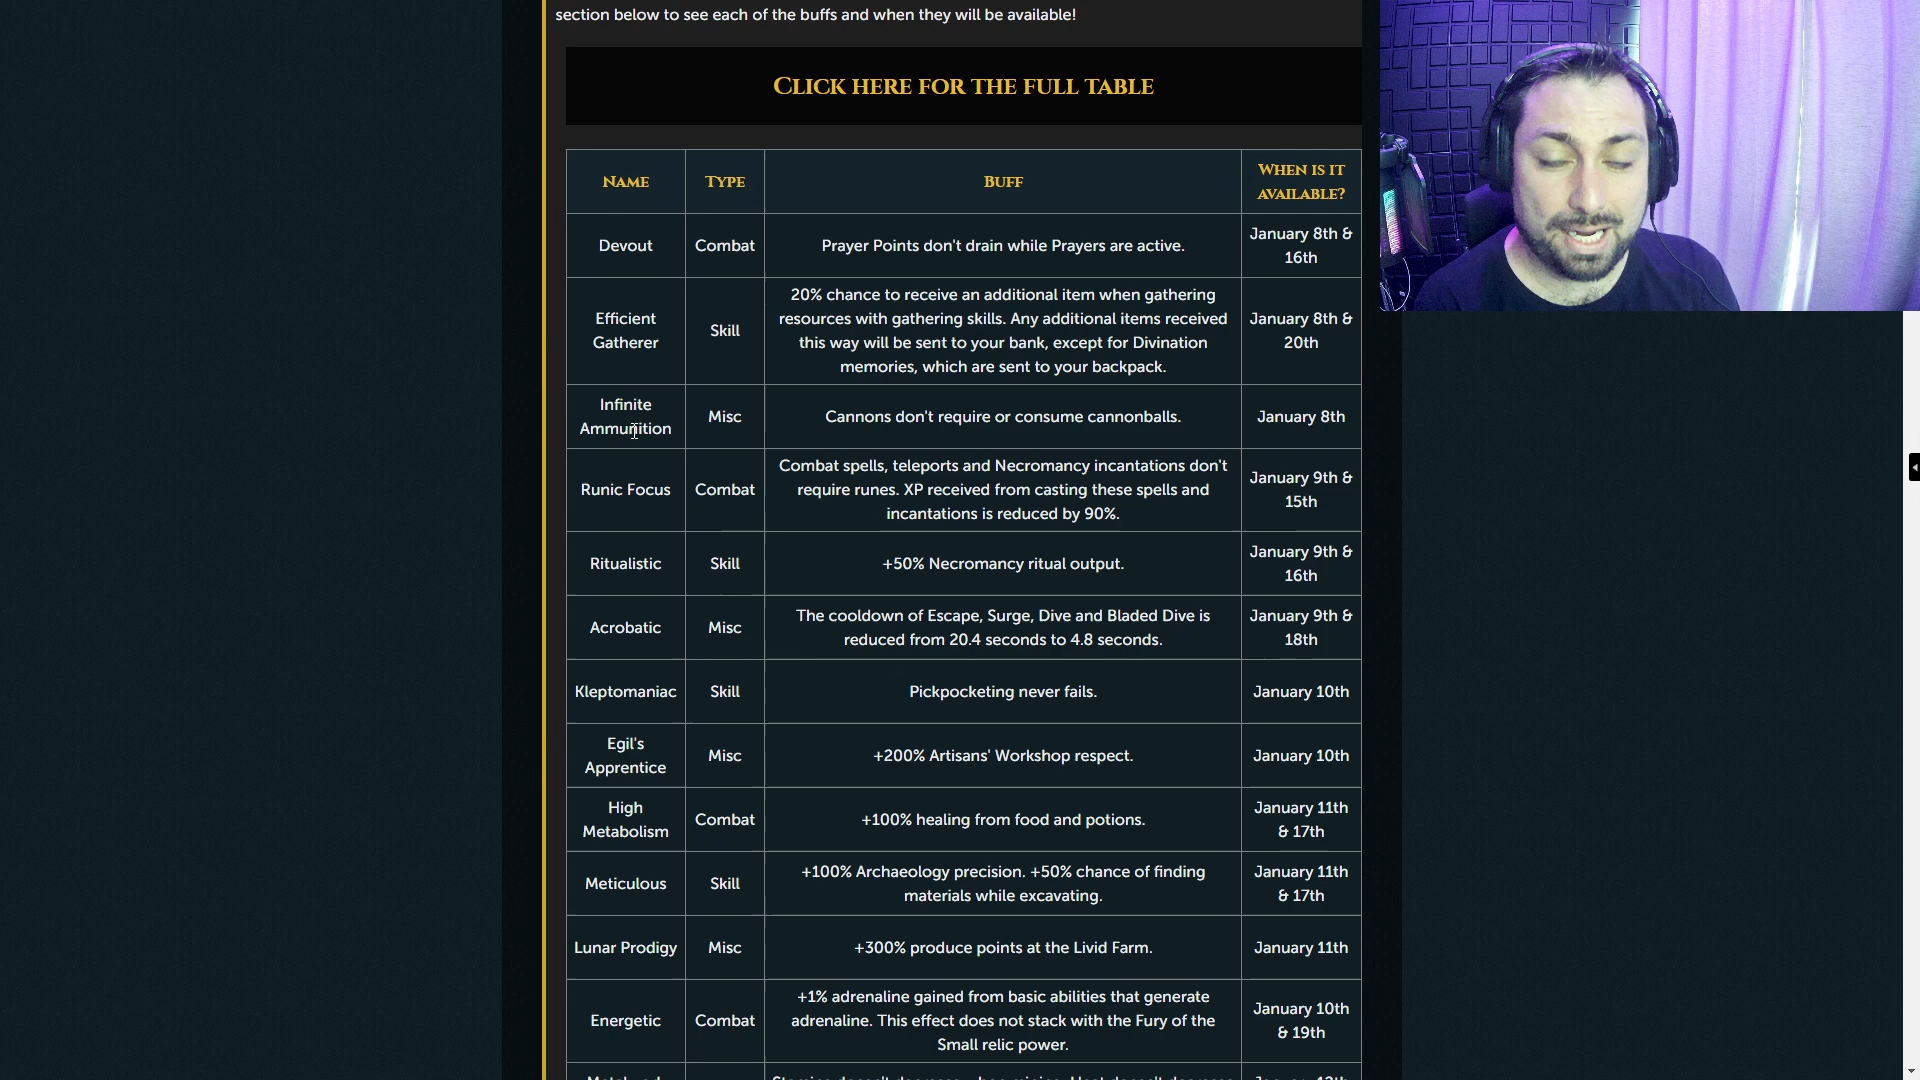 section below to see each of the buffs and when they will be available!
Click here for the full table
Name Type Buff When is it
available?
Devout Combat Prayer Points don't drain while Prayers are active. January 8th &
16th
Efficient
Gatherer
Skill
20% chance to receive an additional item when gathering
resources with gathering skills. Any additional items received
this way will be sent to your bank, except for Divination
memories, which are sent to your backpack.
January 8th &
20th
Infinite
Ammunition
Misc
Cannons don't require or consume cannonballs.
January 8th
Runic Focus
Combat
Combat spells, teleports and Necromancy incantations don't
require runes. XP received from casting these spells and
incantations is reduced by 90%.
January 9th &
15th
Ritualistic
Skill
+50% Necromancy ritual output.
January 9th &
16th
Acrobatic
Misc
The cooldown of Escape, Surge, Dive and Bladed Dive is
reduced from 20.4 seconds to 4.8 seconds.
January 9th &
18th
Kleptomaniac
Skill
Pickpocketing never fails.
January 10th
Egil's
Apprentice
Misc
+200% Artisans' Workshop respect.
January 10th
High
Metabolism
Combat
+100% healing from food and potions.
January 11th
& 17th
Meticulous
Skill
+100% Archaeology precision. +50% chance of finding
materials while excavating.
January 11th
& 17th
Lunar Prodigy
Misc
+300% produce points at the Livid Farm.
January 11th
Energetic
Combat
+1% adrenaline gained from basic abilities that generate
adrenaline. This effect does not stack with the Fury of the
Small relic power.
January 10th
& 19th